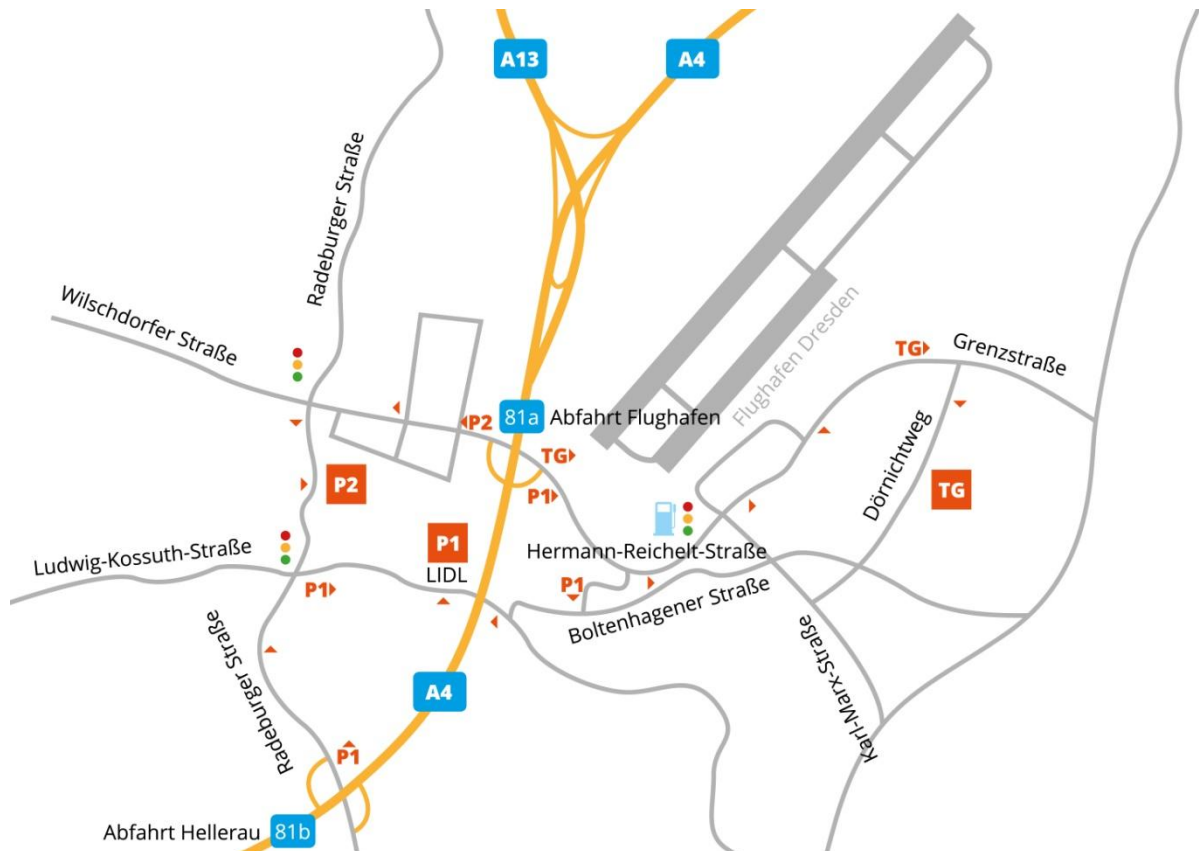 A13
A4
Radeburger Straße
Wilschdorfer Straße
Flughafen Dresden
TG
Grenzstraße
P2
81a Abfahrt Flughafen
TG
Dörnichtweg
P2
P1
TG
P1
LIDL
Hermann-Reichelt-Straße
Ludwig-Kossuth-Straße
P1
P1
Boltenhagener Straße
Radeburger Straße
Karl-Marx-Straße
A4
P1
Abfahrt Hellerau 81b